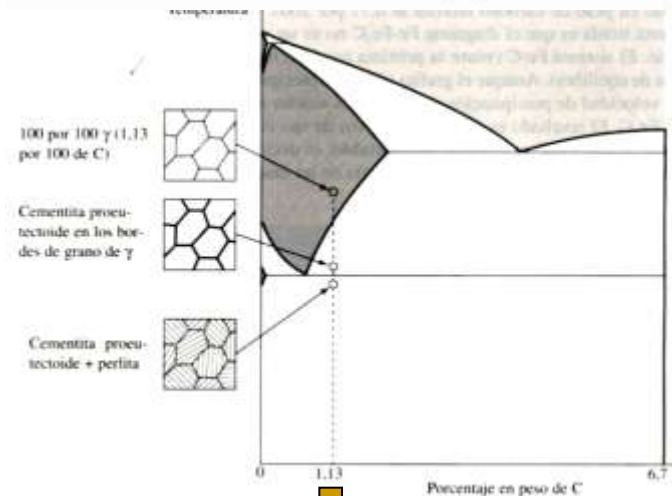 Temperatura
100 por 100 γ (1,13
por 100 de C)
Cementita proeu-
tectoide en los bor-
des de grano de γ
Cementita proeu-
tectoide + perlita
0
1,13
6,7
Porcentaje en peso de C